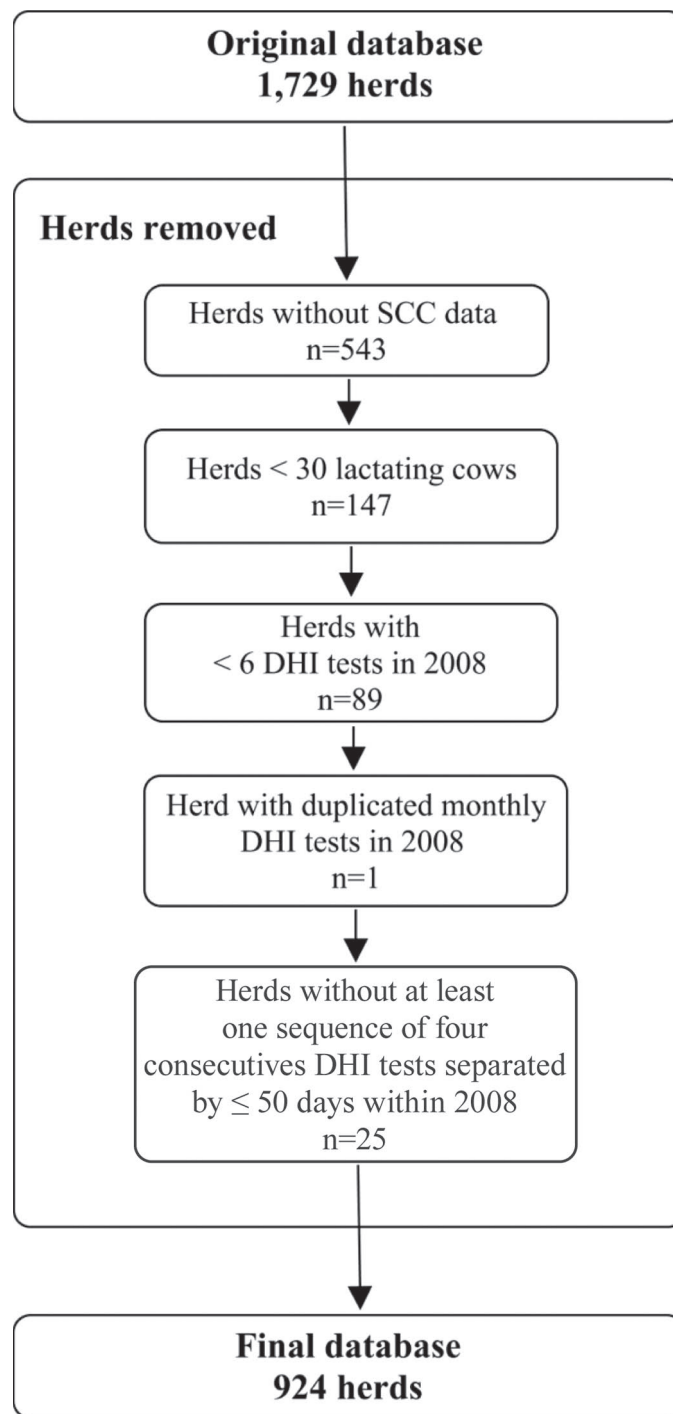 Original database
1,729 herds
Herds removed
Herds without SCC data
n=543
Herds < 30 lactating cows
n=147
Herds with
< 6 DHI tests in 2008
n=89
Herd with duplicated monthly
DHI tests in 2008
n=1
Herds without at least
one sequence of four
consecutives DHI tests separated
by ≤ 50 days within 2008
n=25
Final database
924 herds